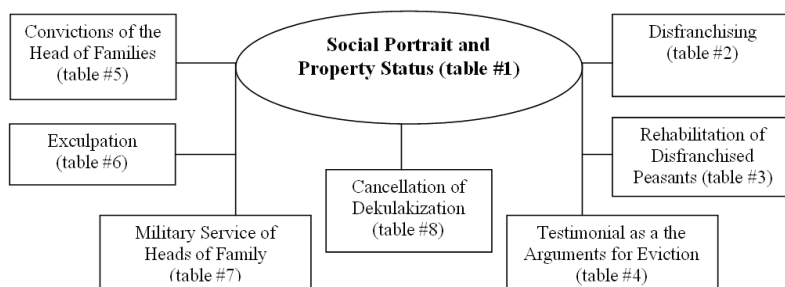 Convictions of the
Head of Families
(table #5)
Social Portrait and
Property Status (table #1)
Disfranchising
(table #2)
Exculpation
(table #6)
Rehabilitation of
Disfranchised
Peasants (table #3)
Cancellation of
Dekulakization
(table #8)
Military Service of
Heads of Family
(table #7)
Testimonial as a the
Arguments for Eviction
(table #4)